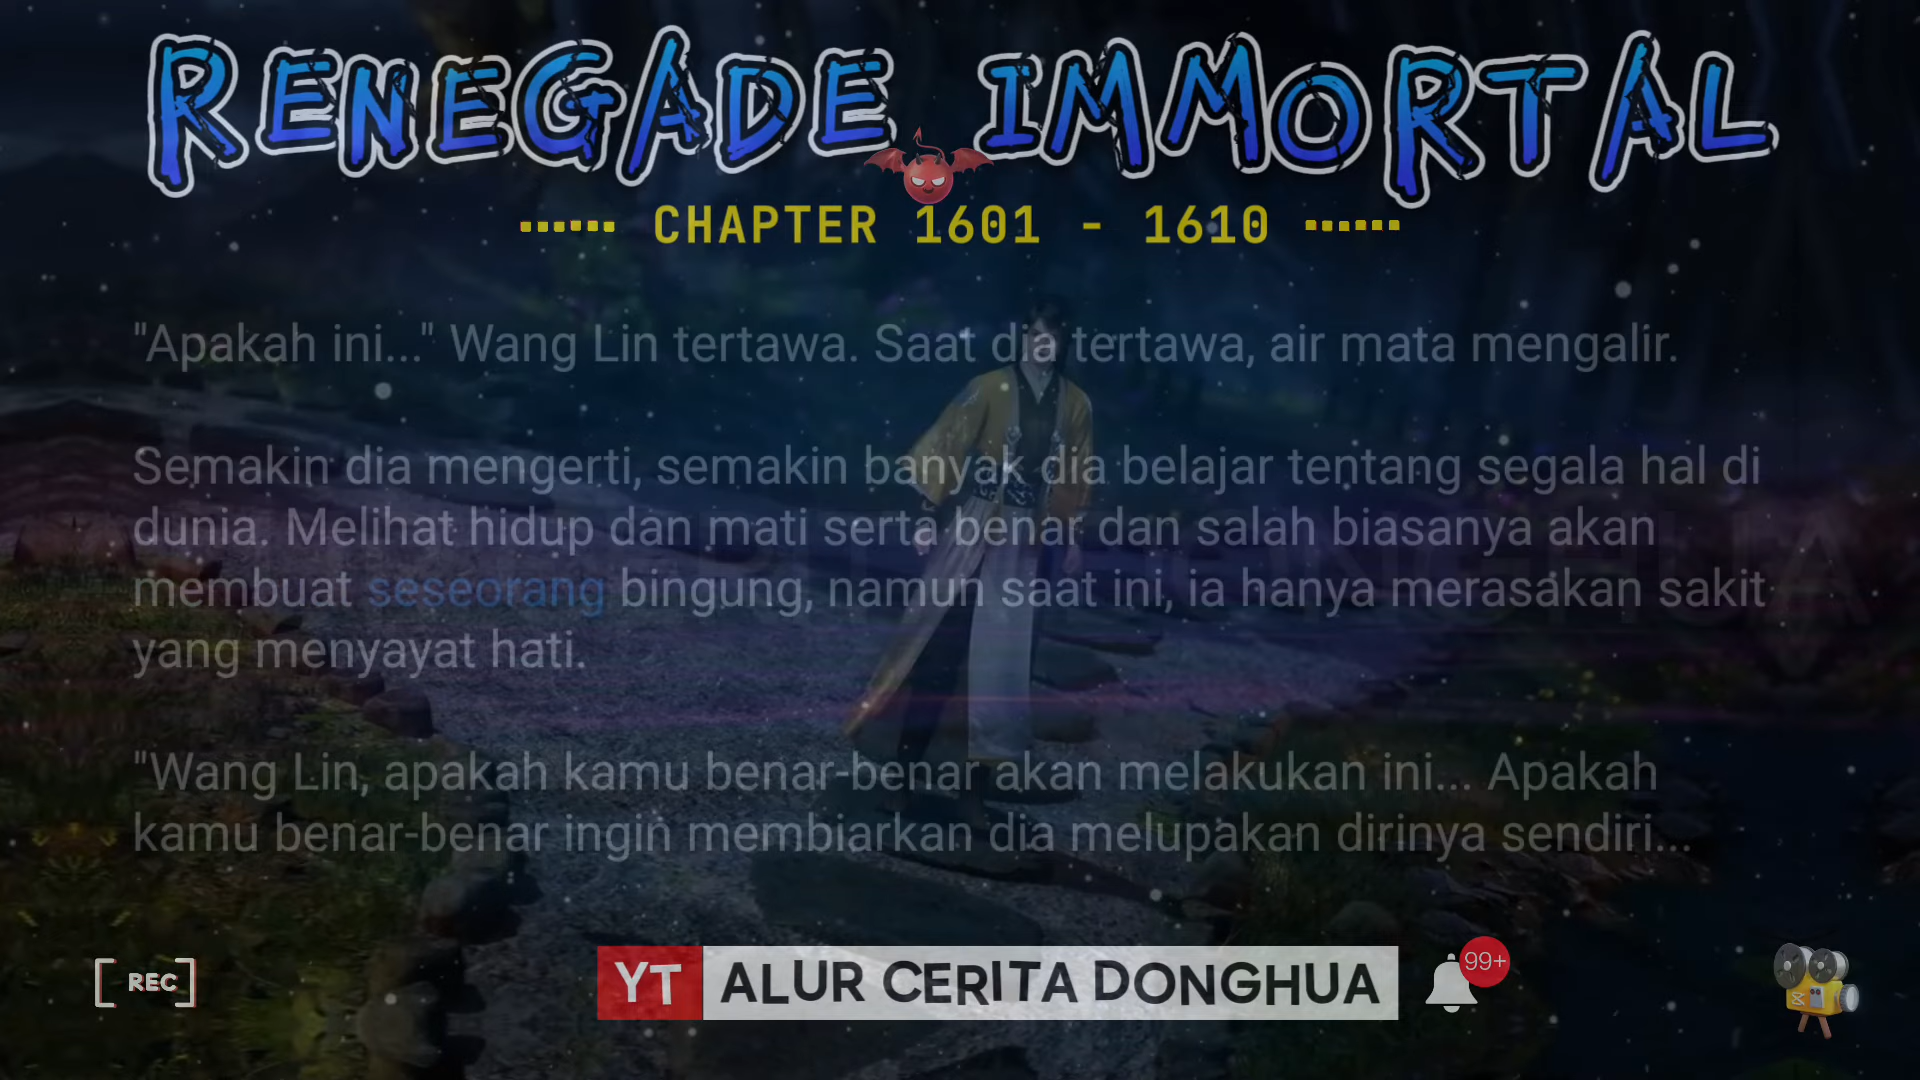 RENEGADE IMMORTAL
CHAPTER 1601 - 1610
"Apakah ini..." Wang Lin tertawa. Saat dia tertawa, air mata mengalir.
Semakin dia mengerti, semakin banyak dia belajar tentang segala hal di
dunia. Melihat hidup dan mati serta benar dan salah biasanya akan
membuat seseorang bingung, namun saat ini, ia hanya merasakan sakit
yang menyayat hati.
"Wang Lin, apakah kamu benar-benar akan melakukan ini... Apakah
kamu benar-benar ingin membiarkan dia melupakan dirinya sendiri...
[ REC ]
YT ALUR CERITA DONGHUA
99+